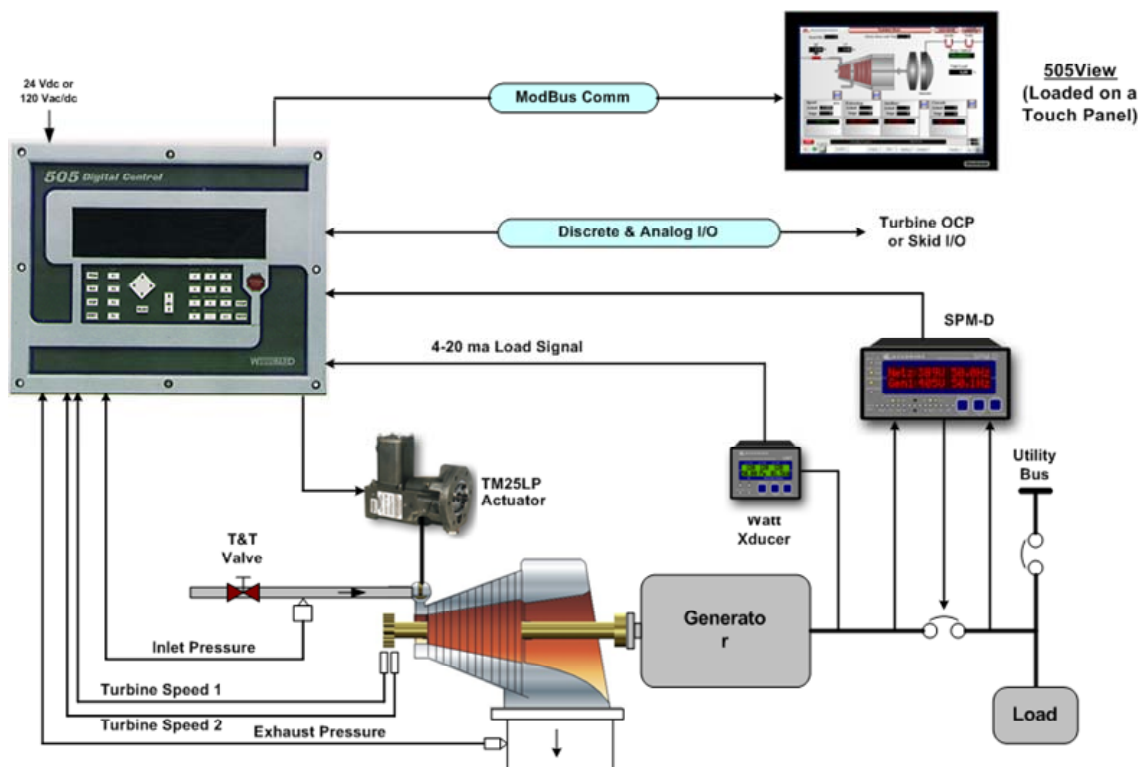 24 Vdc or
120 Vac/dc
505 Digital Control
ModBus Comm
505View
(Loaded on a
Touch Panel)
Discrete & Analog I/O
Turbine OCP
or Skid I/O
SPM-D
4-20 ma Load Signal
TM25LP
Actuator
Watt
Xducer
Utility
Bus
T&T
Valve
Generato
r
Inlet Pressure
Turbine Speed 1
Turbine Speed 2
Exhaust Pressure
Load